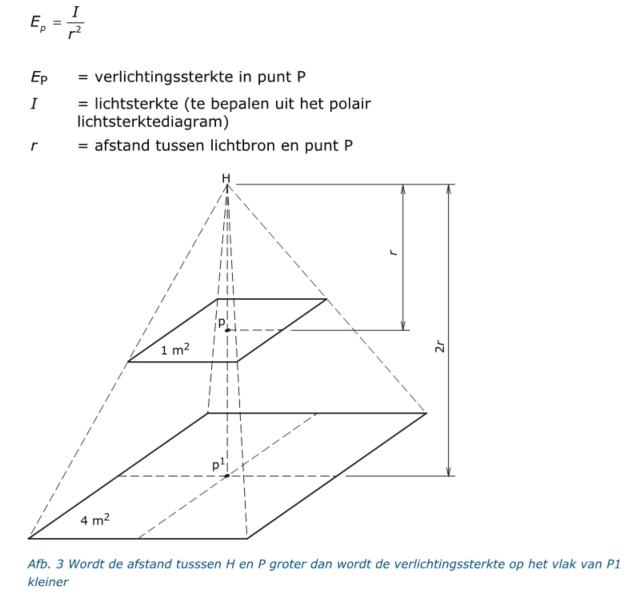 E_p = I / r²
E_P = verlichtingssterkte in punt P
I = lichtsterkte (te bepalen uit het polair
lichtsterktediagram)
r = afstand tussen lichtbron en punt P
H
r
p
1 m²
2r
p¹
4 m²
Afb. 3 Wordt de afstand tusssen H en P groter dan wordt de verlichtingssterkte op het vlak van P1
kleiner